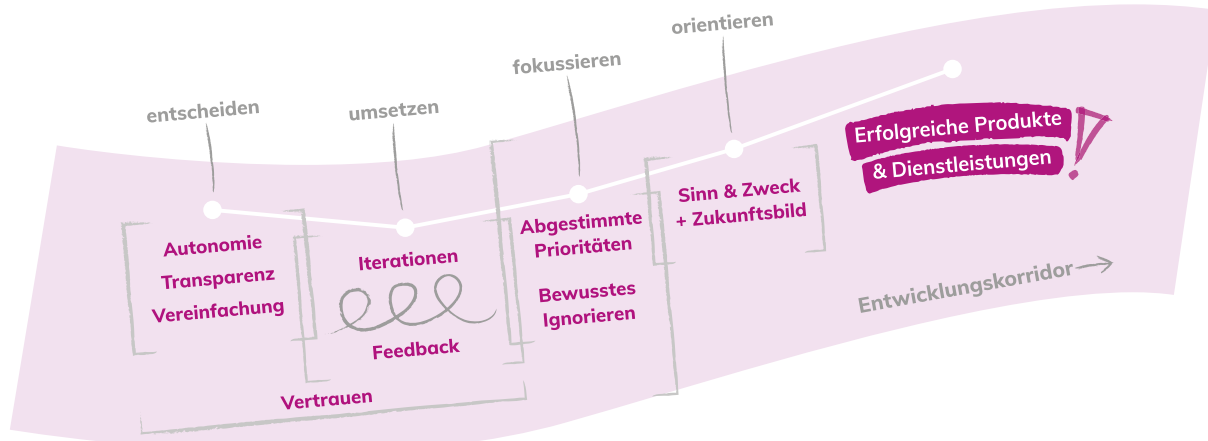 entscheiden
umsetzen
fokussieren
orientieren
Autonomie
Transparenz
Vereinfachung
Iterationen
Feedback
Vertrauen
Abgestimmte
Prioritäten
Bewusstes
Ignorieren
Sinn & Zweck
+ Zukunftsbild
Erfolgreiche Produkte
& Dienstleistungen
Entwicklungskorridor